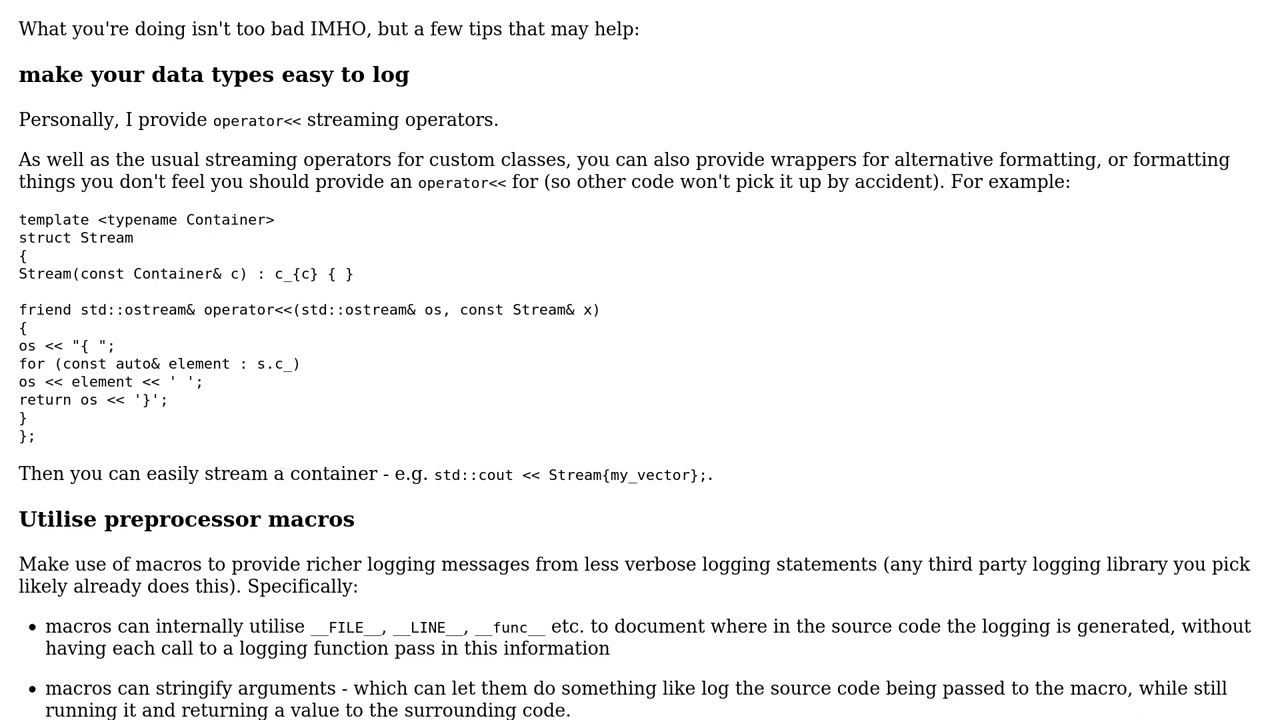 What you're doing isn't too bad IMHO, but a few tips that may help:
make your data types easy to log
Personally, I provide operator<< streaming operators.
As well as the usual streaming operators for custom classes, you can also provide wrappers for alternative formatting, or formatting
things you don't feel you should provide an operator<< for (so other code won't pick it up by accident). For example:
template <typename Container>
struct Stream
{
Stream(const Container& c) : c_{c} { }
friend std::ostream& operator<<(std::ostream& os, const Stream& x)
{
os << "{ ";
for (const auto& element : s.c_)
os << element << ' ';
return os << '}';
}
};
Then you can easily stream a container - e.g. std::cout << Stream{my_vector};.
Utilise preprocessor macros
Make use of macros to provide richer logging messages from less verbose logging statements (any third party logging library you pick
likely already does this). Specifically:
• macros can internally utilise __FILE__, __LINE__, __func__ etc. to document where in the source code the logging is generated, without
having each call to a logging function pass in this information
• macros can stringify arguments - which can let them do something like log the source code being passed to the macro, while still
running it and returning a value to the surrounding code.